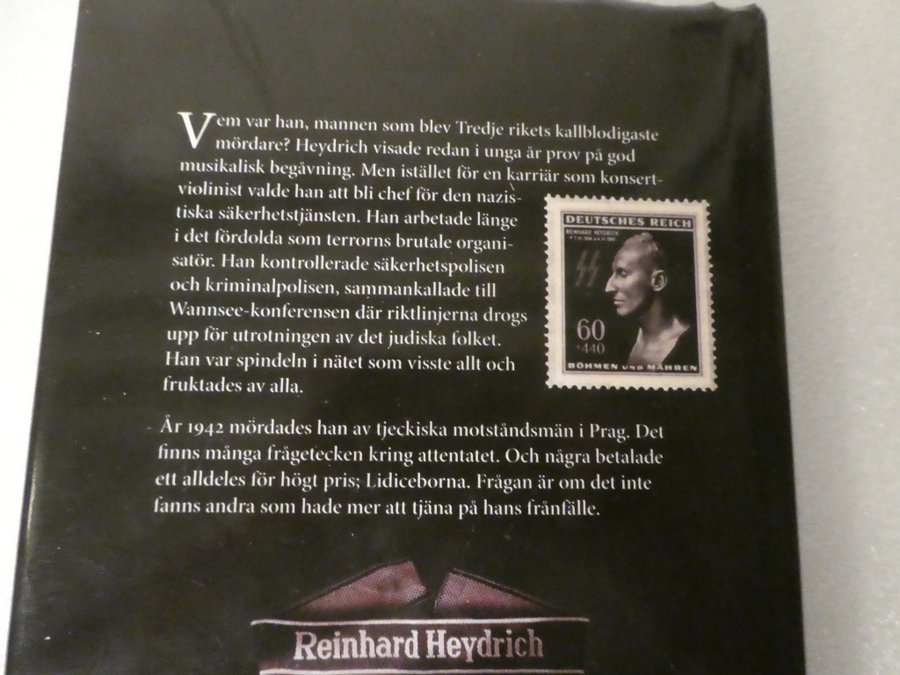 Vem var han, mannen som blev Tredje rikets kallblodigaste
mördare? Heydrich visade redan i unga år prov på god
musikalisk begåvning. Men istället för en karriär som konsert-
violinist valde han att bli chef för den nazis-
tiska säkerhetstjänsten. Han arbetade länge
i det fördolda som terrorns brutale organi-
satör. Han kontrollerade säkerhetspolisen
och kriminalpolisen, sammankallade till
Wannsee-konferensen där riktlinjerna drogs
upp för utrotningen av det judiska folket.
Han var spindeln i nätet som visste allt och
fruktades av alla.
DEUTSCHES REICH
REINHARD HEYDRICH
60
+440
BÖHMEN UND MÄHREN
År 1942 mördades han av tjeckiska motståndsmän i Prag. Det
finns många frågetecken kring attentatet. Och några betalade
ett alldeles för högt pris; Lidiceborna. Frågan är om det inte
fanns andra som hade mer att tjäna på hans frånfälle.
Reinhard Heydrich